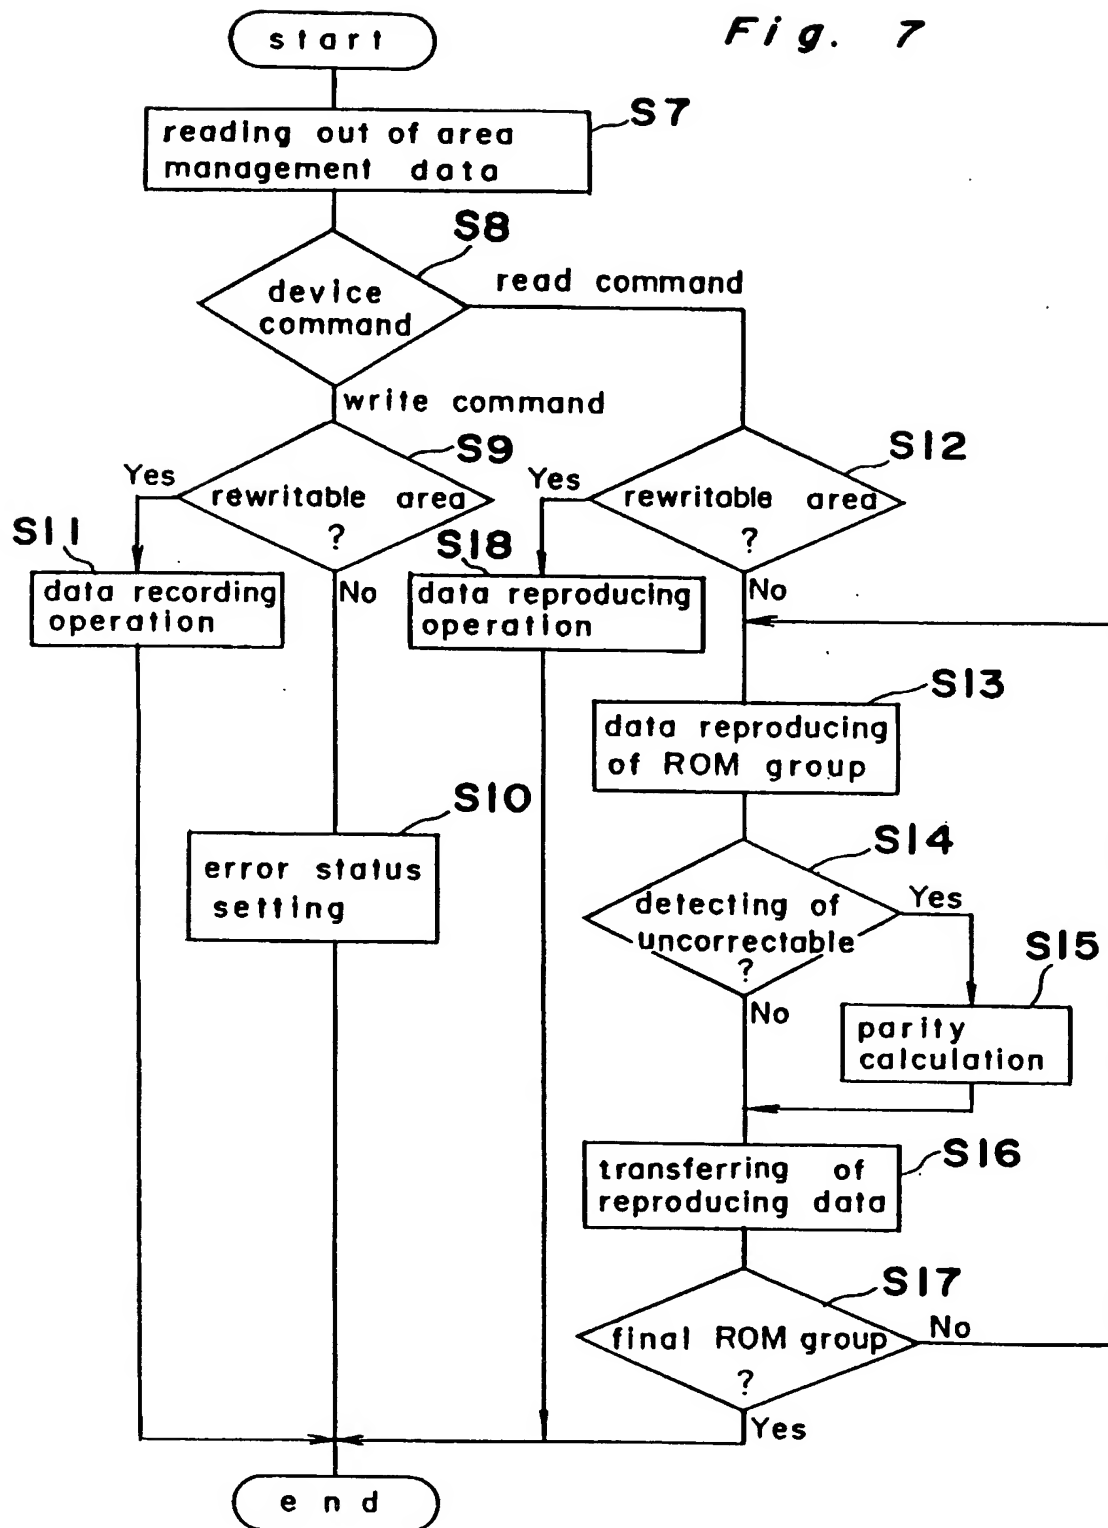 Fig. 7
start
S7
reading out of area
management data
S8
device
command
read command
write command
S9
Yes
rewritable area
?
No
S11
data recording
operation
S10
error status
setting
S12
Yes
rewritable area
?
No
S18
data reproducing
operation
S13
data reproducing
of ROM group
S14
detecting of
uncorrectable
?
Yes
No
S15
parity
calculation
S16
transferring of
reproducing data
S17
final ROM group
?
No
Yes
end